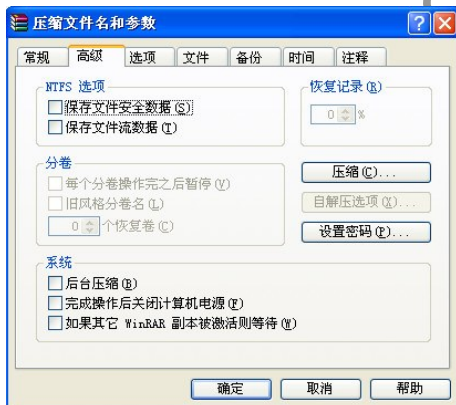 压缩文件名和参数
常规 高级 选项 文件 备份 时间 注释
NTFS 选项
保存文件安全数据(S)
保存文件流数据(T)
恢复记录(R)
0 %
分卷
每个分卷操作完之后暂停(V)
旧风格分卷名(L)
0 个恢复卷(C)
压缩(C)...
自解压选项(X)...
设置密码(P)...
系统
后台压缩(B)
完成操作后关闭计算机电源(F)
如果其它 WinRAR 副本被激活则等待(W)
确定 取消 帮助